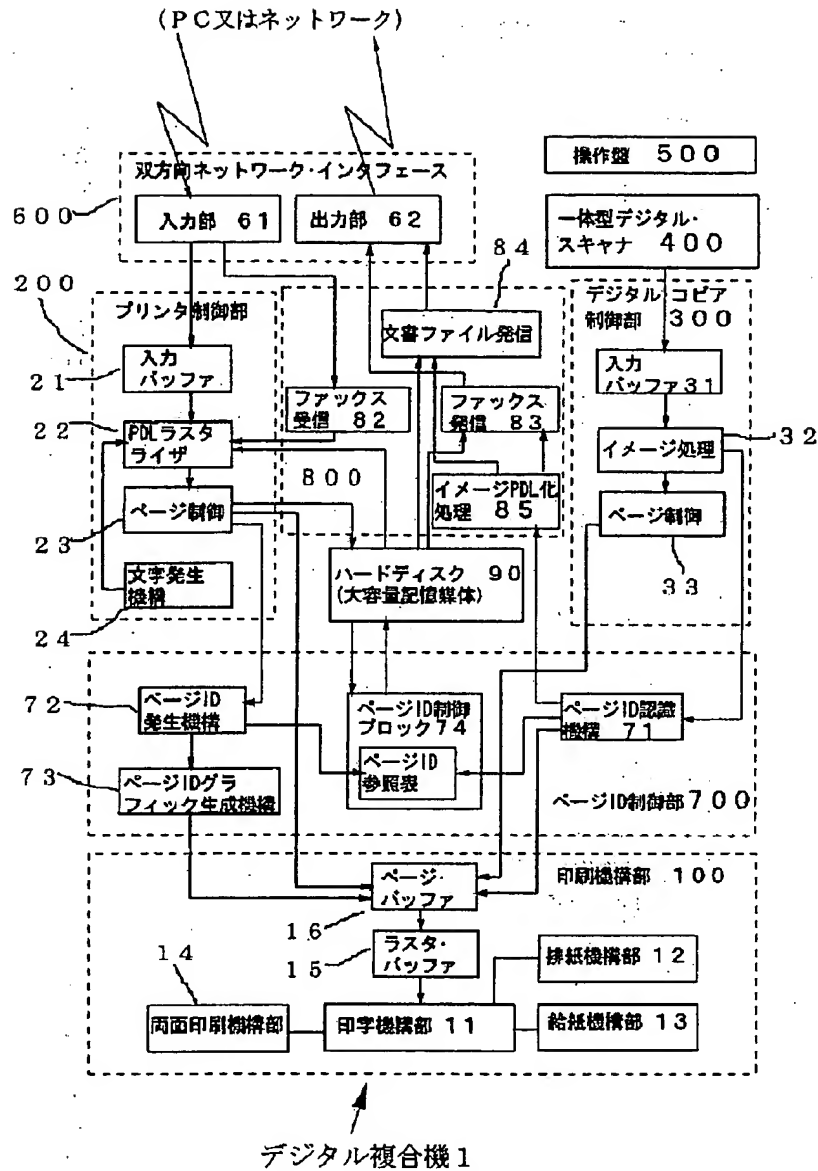 (PC又はネットワーク)
双方向ネットワーク・インタフェース
600
入力部 61
出力部 62
操作盤 500
一体型デジタル・
スキャナ 400
84
200
プリンタ制御部
文書ファイル発信
デジタル コピア
制御部 300
入力
バッファ
21
ファックス
受信 82
ファックス
発信 83
入力
バッファ31
22
PDLラスタ
ライザ
32
イメージ処理
800
イメージPDL化
処理 85
23
ページ制御
ページ制御
33
文字発生
機構
24
ハードディスク 90
(大容量記憶媒体)
72
ページID
発生機構
ページID制御
ブロック74
ページID
参照表
ページID認識
機構 71
73
ページIDグラ
フィック生成機構
ページID制御部700
ページ・
バッファ
16
印刷機構部 100
ラスタ・
バッファ
15
14
排紙機構部 12
両面印刷機構部
印字機構部 11
給紙機構部 13
デジタル複合機1